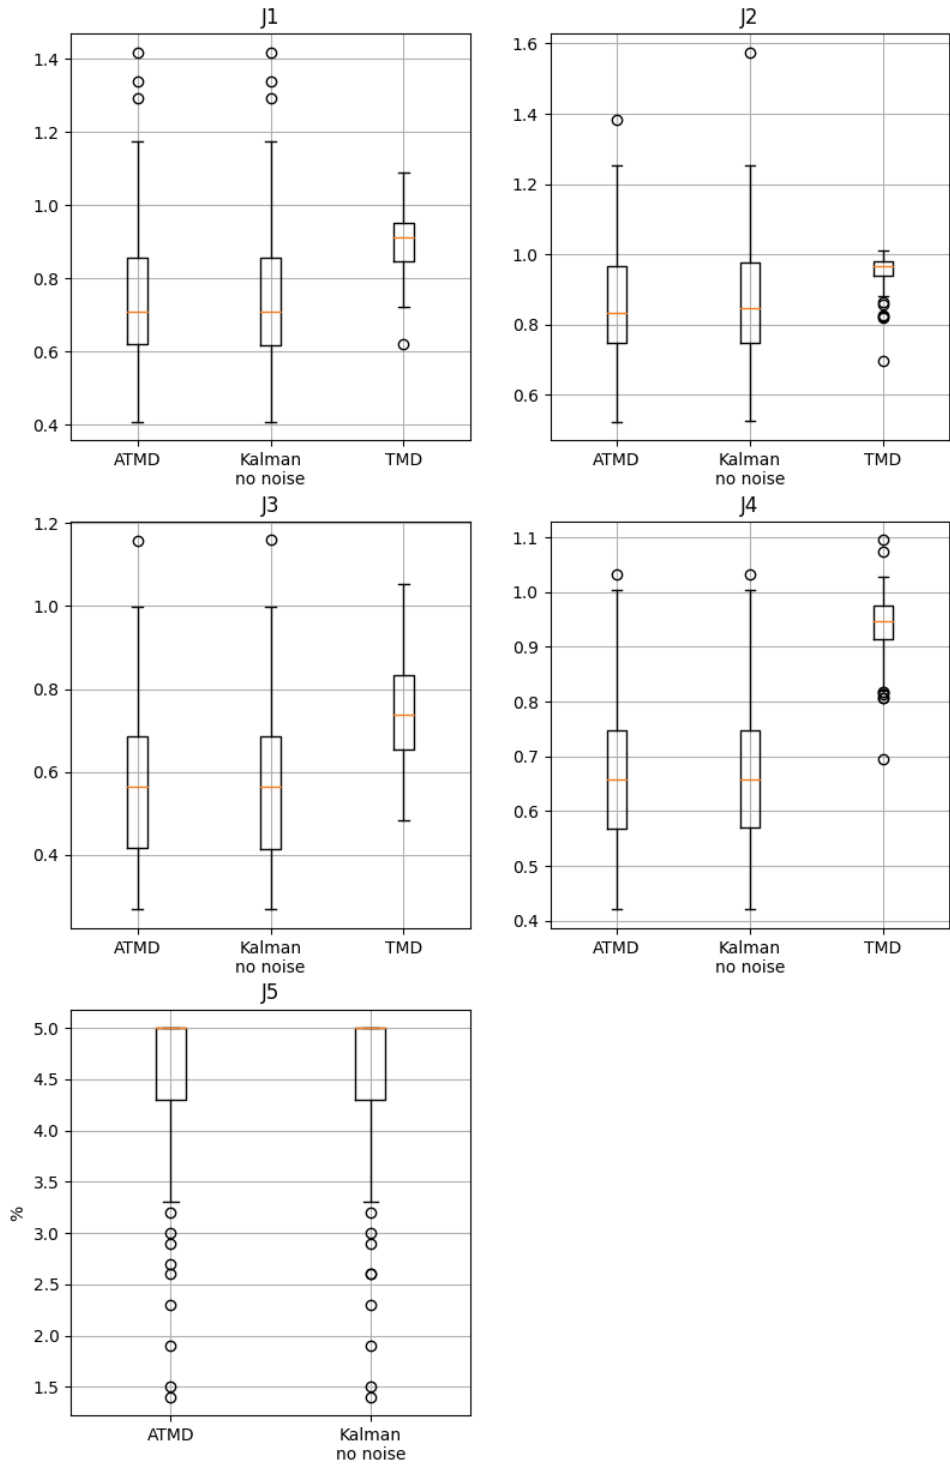 J1
1.4
1.2
1.0
0.8
0.6
0.4
ATMD
Kalman
no noise
TMD
J2
1.6
1.4
1.2
1.0
0.8
0.6
ATMD
Kalman
no noise
TMD
J3
1.2
1.0
0.8
0.6
0.4
ATMD
Kalman
no noise
TMD
J4
1.1
1.0
0.9
0.8
0.7
0.6
0.5
0.4
ATMD
Kalman
no noise
TMD
J5
%
5.0
4.5
4.0
3.5
3.0
2.5
2.0
1.5
ATMD
Kalman
no noise